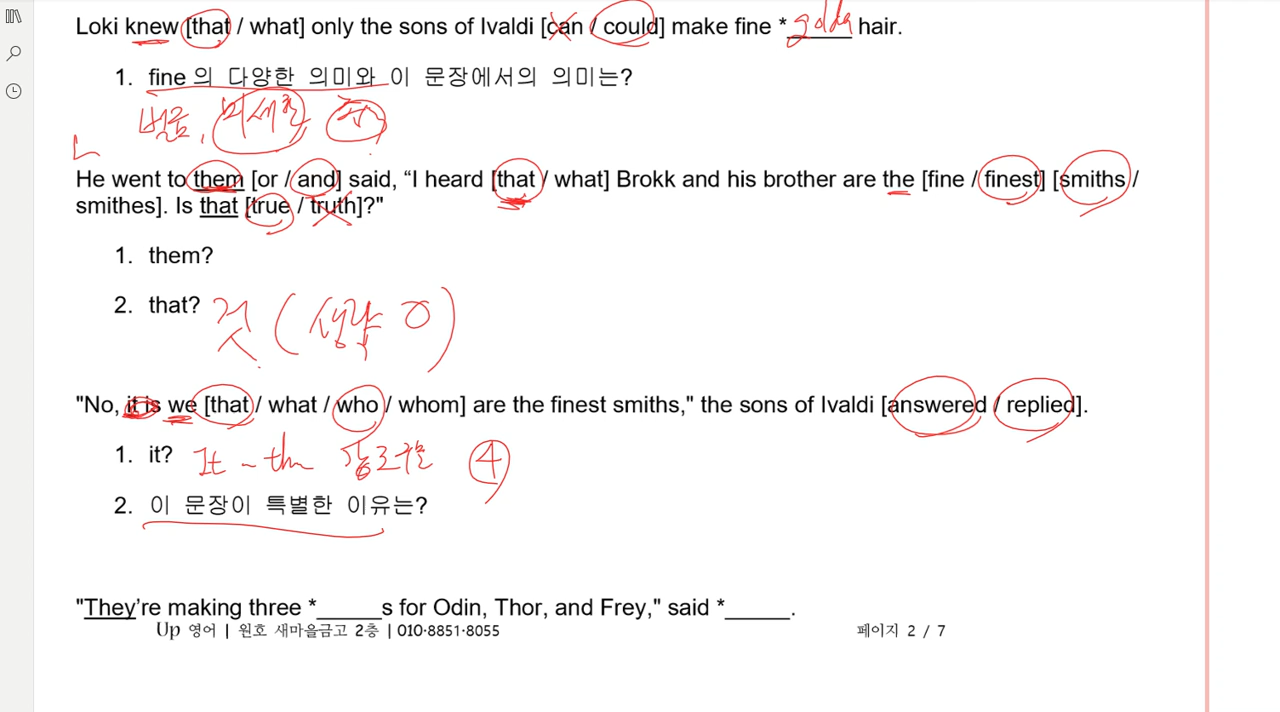 Loki knew [that / what] only the sons of Ivaldi [can / could] make fine *_____ hair.
1. fine 의 다양한 의미와 이 문장에서의 의미는?
벌금, 미세한
He went to them [or / and] said, “I heard [that / what] Brokk and his brother are the [fine / finest] [smiths /
smithes]. Is that [true / truth]?"
1. them?
2. that? 것 (생략 O)
"No, it is we [that / what / who / whom] are the finest smiths," the sons of Ivaldi [answered / replied].
1. it? It ~ th 강조구문 4
2. 이 문장이 특별한 이유는?
"They’re making three *_____s for Odin, Thor, and Frey," said *_____.
Up 영어 | 원호 새마을금고 2층 | 010·8851·8055 페이지 2 / 7